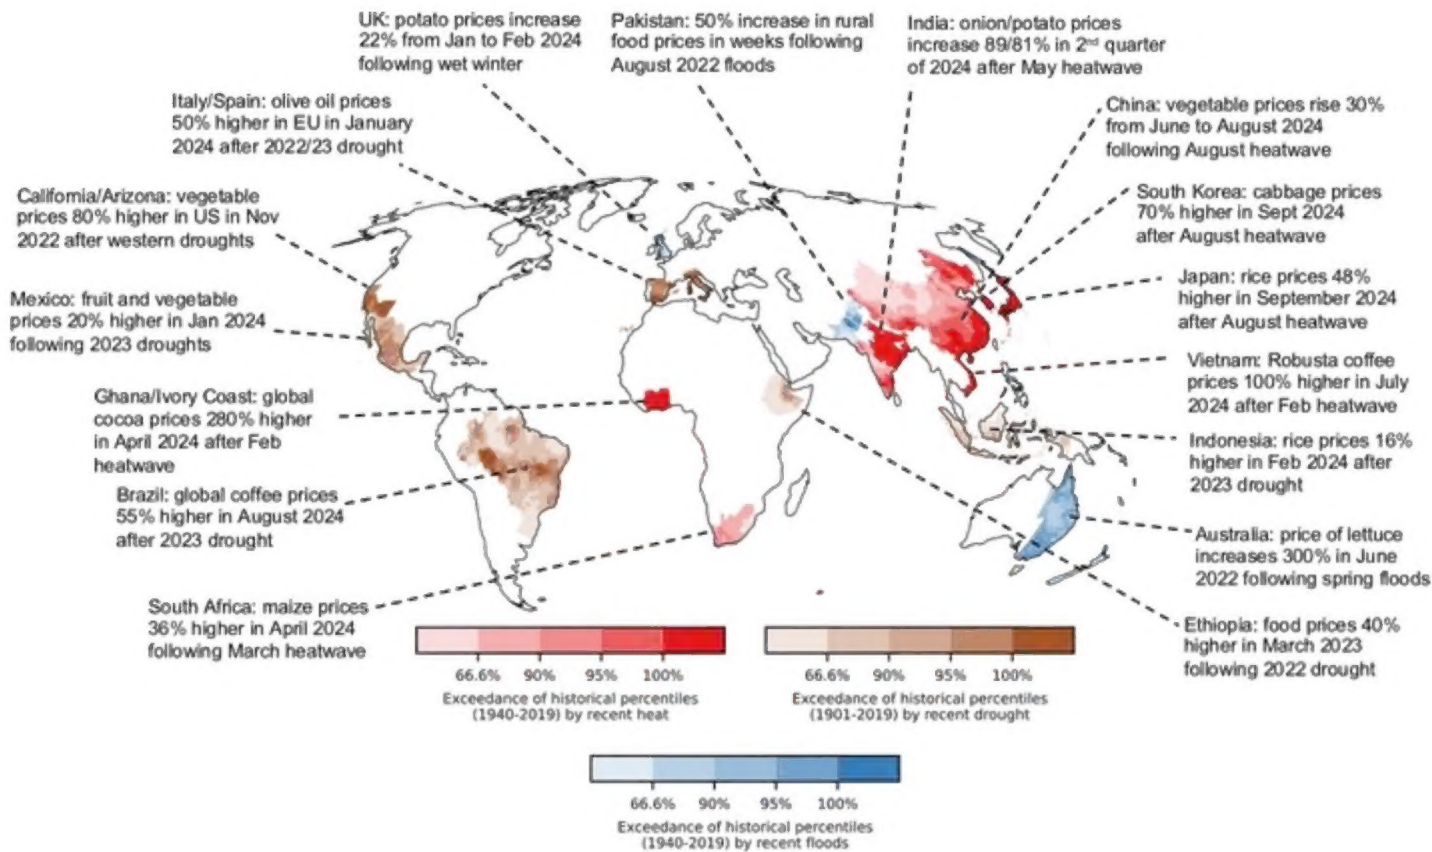 UK: potato prices increase
22% from Jan to Feb 2024
following wet winter
Pakistan: 50% increase in rural
food prices in weeks following
August 2022 floods
India: onion/potato prices
increase 89/81% in 2nd quarter
of 2024 after May heatwave
Italy/Spain: olive oil prices
50% higher in EU in January
2024 after 2022/23 drought
China: vegetable prices rise 30%
from June to August 2024
following August heatwave
California/Arizona: vegetable
prices 80% higher in US in Nov
2022 after western droughts
South Korea: cabbage prices
70% higher in Sept 2024
after August heatwave
Mexico: fruit and vegetable
prices 20% higher in Jan 2024
following 2023 droughts
Japan: rice prices 48%
higher in September 2024
after August heatwave
Ghana/Ivory Coast: global
cocoa prices 280% higher
in April 2024 after Feb
heatwave
Vietnam: Robusta coffee
prices 100% higher in July
2024 after Feb heatwave
Brazil: global coffee prices
55% higher in August 2024
after 2023 drought
Indonesia: rice prices 16%
higher in Feb 2024 after
2023 drought
Australia: price of lettuce
increases 300% in June
2022 following spring floods
South Africa: maize prices
36% higher in April 2024
following March heatwave
Ethiopia: food prices 40%
higher in March 2023
following 2022 drought
66.6% 90% 95% 100%
Exceedance of historical percentiles
(1940-2019) by recent heat
66.6% 90% 95% 100%
Exceedance of historical percentiles
(1901-2019) by recent drought
66.6% 90% 95% 100%
Exceedance of historical percentiles
(1940-2019) by recent floods